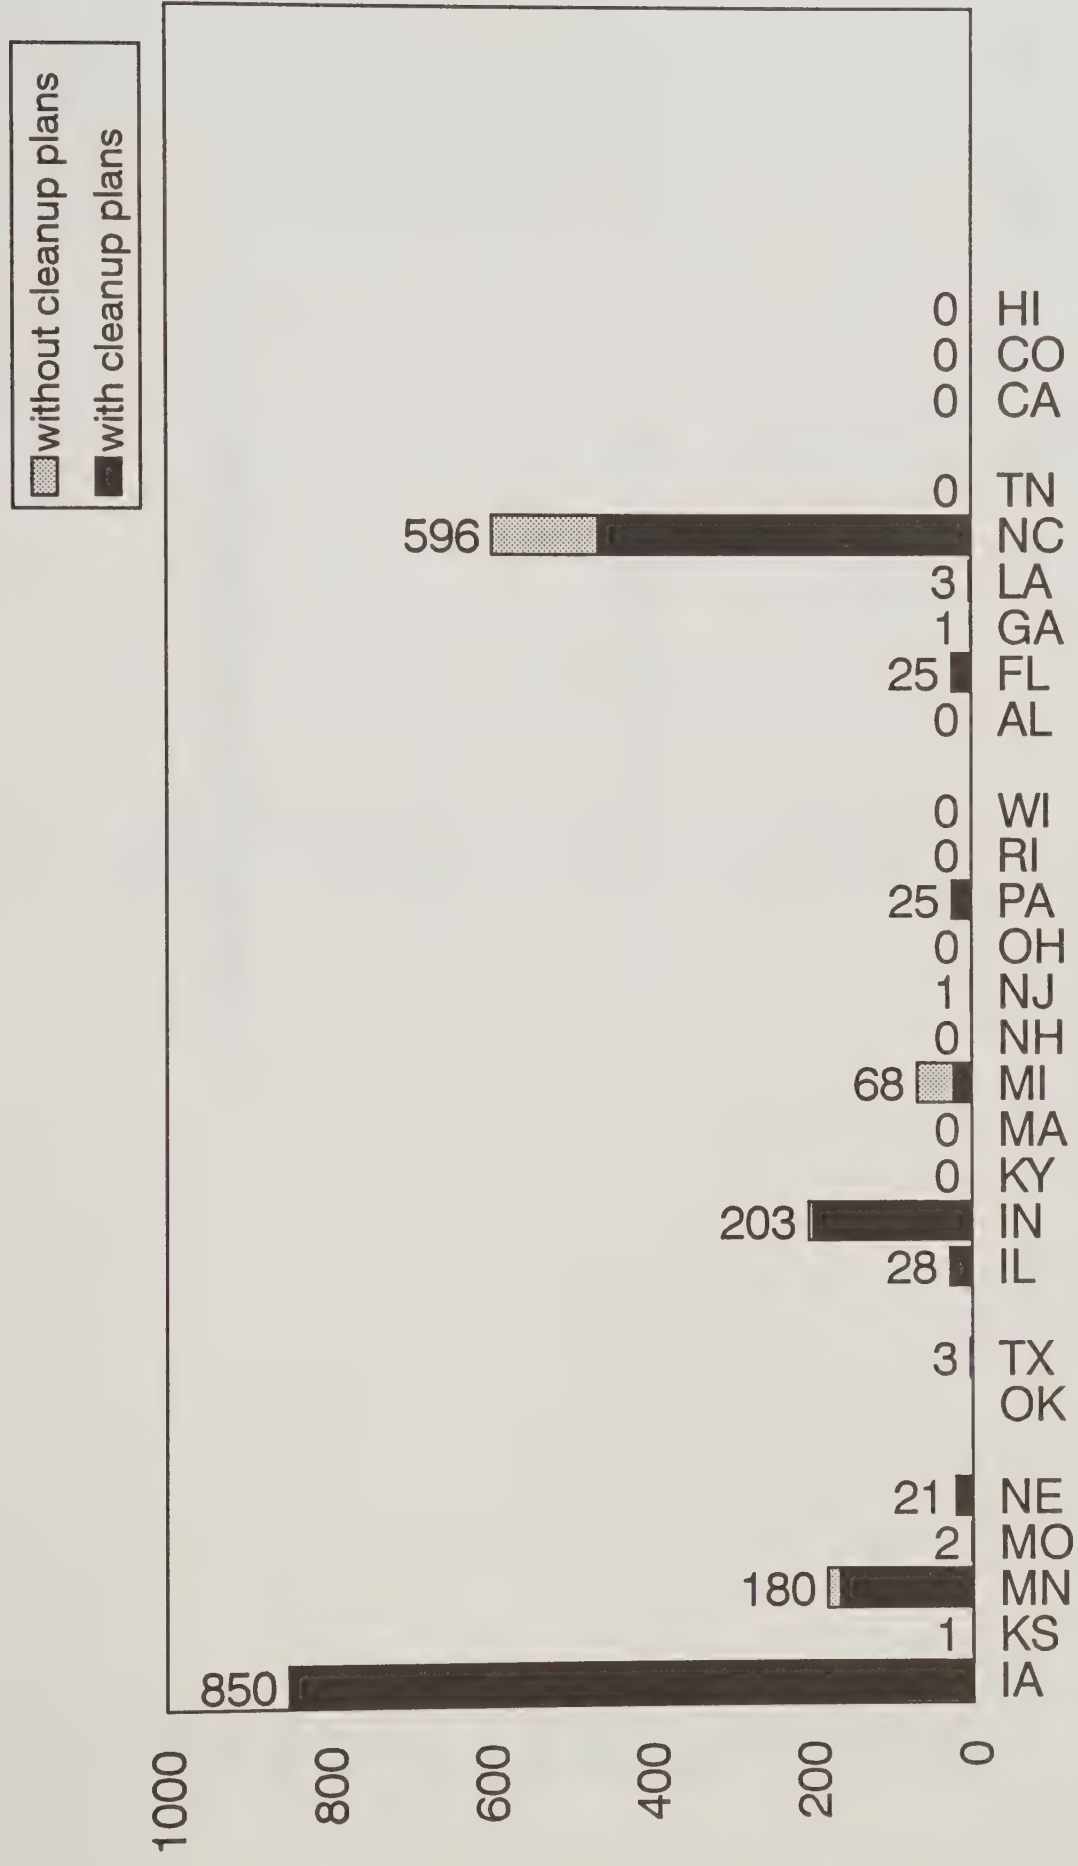 without cleanup plans
with cleanup plans
1000
800
600
400
200
0
850
1
180
2
21
3
28
203
0
0
68
0
1
0
25
0
0
0
25
1
3
596
0
0
0
0
IA
KS
MN
MO
NE
OK
TX
IL
IN
KY
MA
MI
NH
NJ
OH
PA
RI
WI
AL
FL
GA
LA
NC
TN
CA
CO
HI